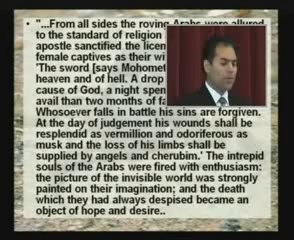 • "...From all sides the roving Arabs were allured
to the standard of religion
apostle sanctified the licen
female captives as their wi
'The sword [says Mohomet
heaven and of hell. A drop
cause of God, a night spen
avail than two months of fa
Whosoever falls in battle his sins are forgiven.
At the day of judgement his wounds shall be
resplendid as vermillion and odoriferous as
musk and the loss of his limbs shall be
supplied by angels and cherubim.' The intrepid
souls of the Arabs were fired with enthusiasm:
the picture of the invisible world was strongly
painted on their imagination; and the death
which they had always despised became an
object of hope and desire..